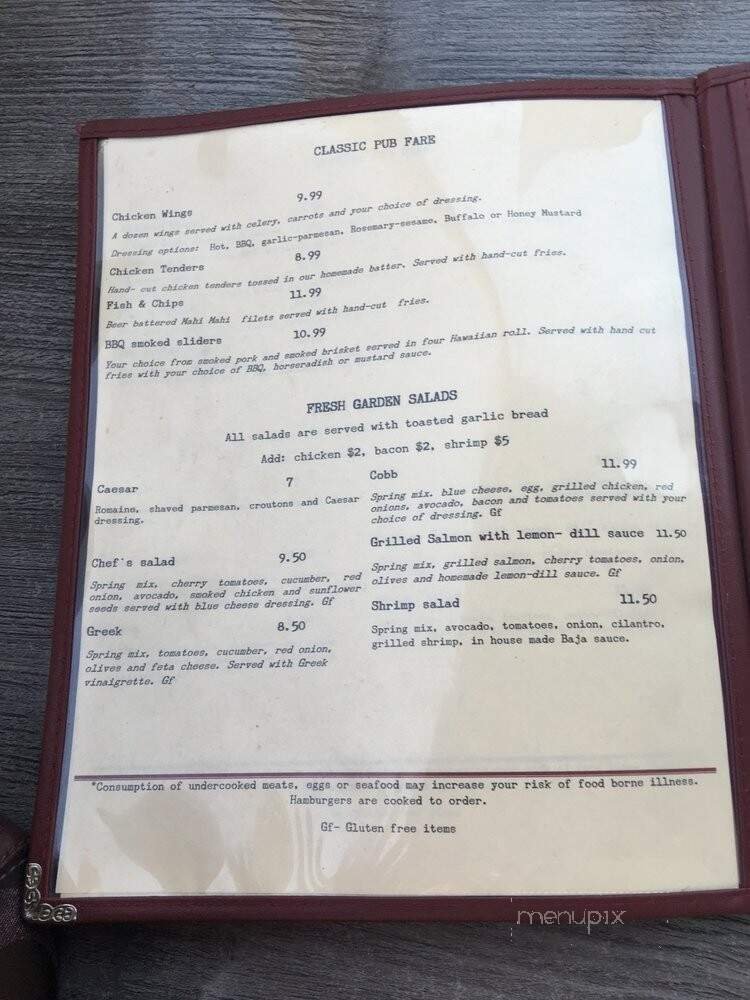 CLASSIC PUB FARE
Chicken Wings 9.99
A dozen wings served with celery, carrots and your choice of dressing.
Dressing options: Hot, BBQ, garlic-parmesan, Rosemary-sesame, Buffalo or Honey Mustard
Chicken Tenders 8.99
Hand- cut chicken tenders tossed in our homemade batter. Served with hand-cut fries.
Fish & Chips 11.99
Beer battered Mahi Mahi filets served with hand-cut fries.
BBQ smoked sliders 10.99
Your choice from smoked pork and smoked brisket served in four Hawaiian roll. Served with hand cut
fries with your choice of BBQ, horseradish or mustard sauce.
FRESH GARDEN SALADS
All salads are served with toasted garlic bread
Add: chicken $2, bacon $2, shrimp $5
Caesar 7
Romaine, shaved parmesan, croutons and Caesar
dressing.
Chef's salad 9.50
Spring mix, cherry tomatoes, cucumber, red
onion, avocado, smoked chicken and sunflower
seeds served with blue cheese dressing. Gf
Greek 8.50
Spring mix, tomatoes, cucumber, red onion,
olives and feta cheese. Served with Greek
vinaigrette. Gf
Cobb 11.99
Spring mix, blue cheese, egg, grilled chicken, red
onions, avocado, bacon and tomatoes served with your
choice of dressing. Gf
Grilled Salmon with lemon- dill sauce 11.50
Spring mix, grilled salmon, cherry tomatoes, onion,
olives and homemade lemon-dill sauce. Gf
Shrimp salad 11.50
Spring mix, avocado, tomatoes, onion, cilantro,
grilled shrimp, in house made Baja sauce.
*Consumption of undercooked meats, eggs or seafood may increase your risk of food borne illness.
Hamburgers are cooked to order.
Gf- Gluten free items
menupix